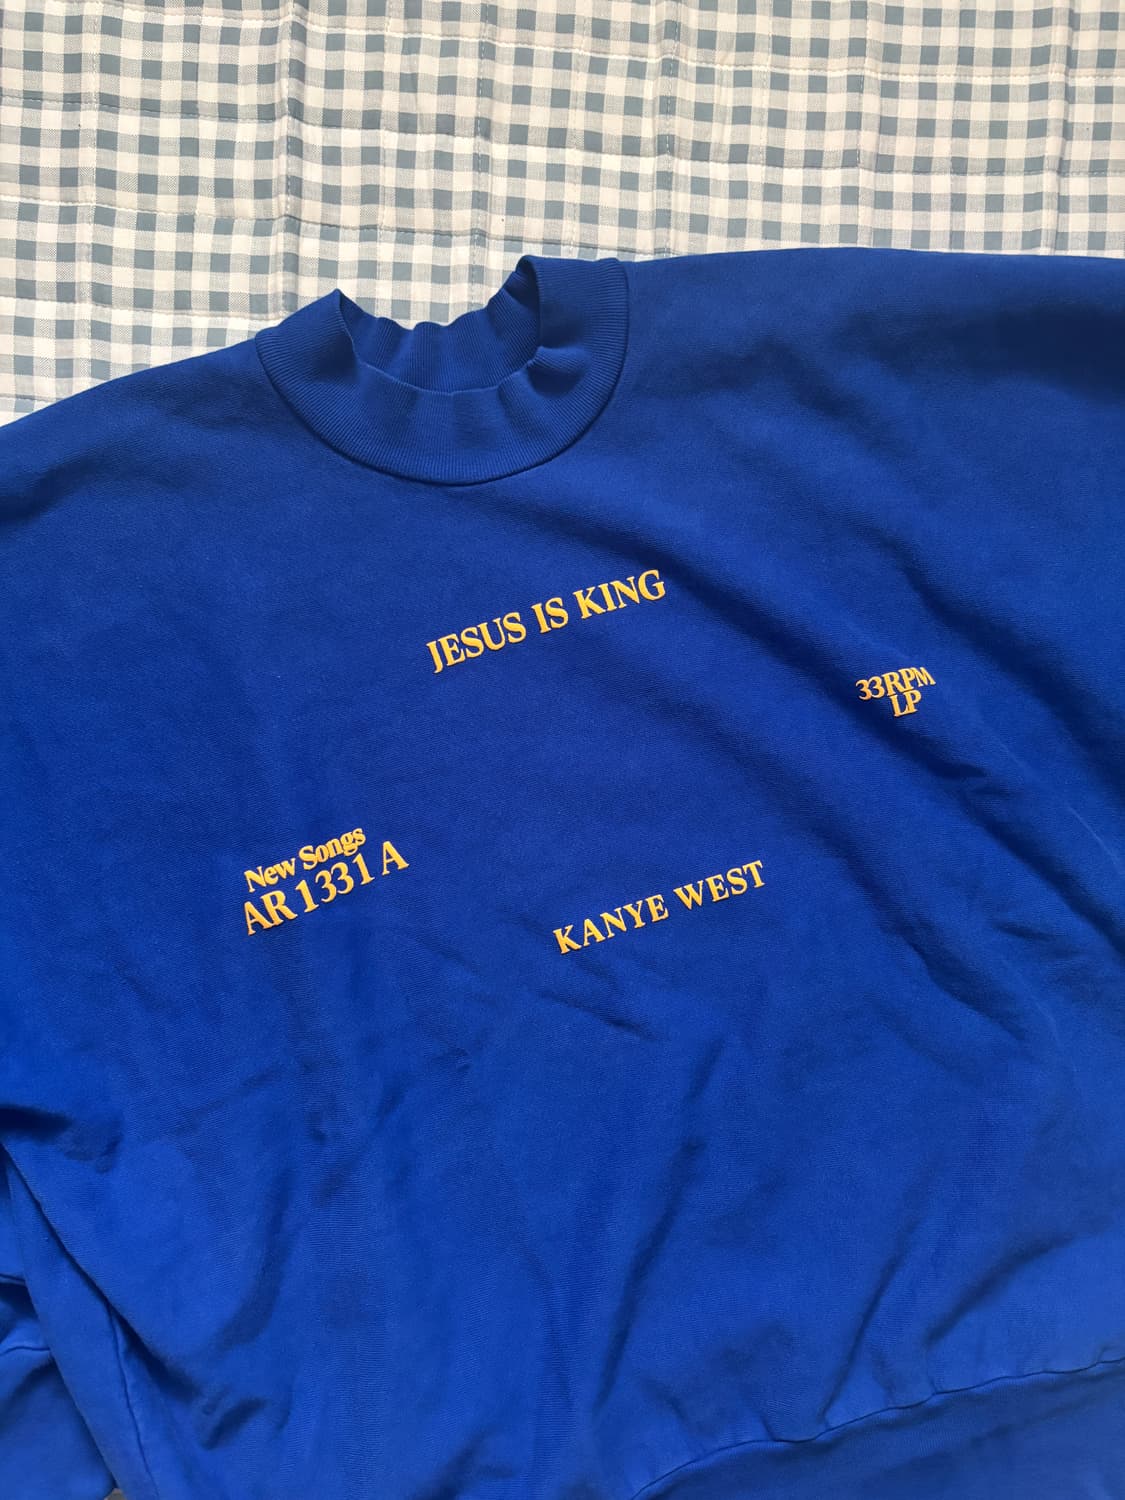 JESUS IS KING
33RPM
LP
New Songs
AR 1331 A
KANYE WEST